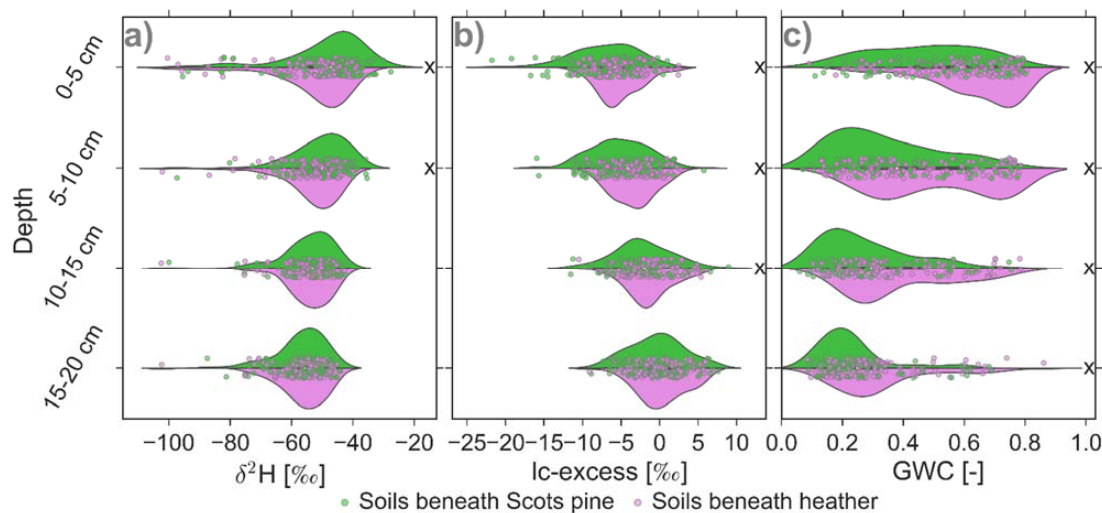 a)
b)
c)
Depth
0-5 cm
5-10 cm
10-15 cm
15-20 cm
x
x
x
x
x
x
x
x
−100 −80 −60 −40 −20
−25 −20 −15 −10 −5 0 5 10
0.0 0.2 0.4 0.6 0.8 1.0
δ²H [‰]
lc-excess [‰]
GWC [-]
Soils beneath Scots pine Soils beneath heather